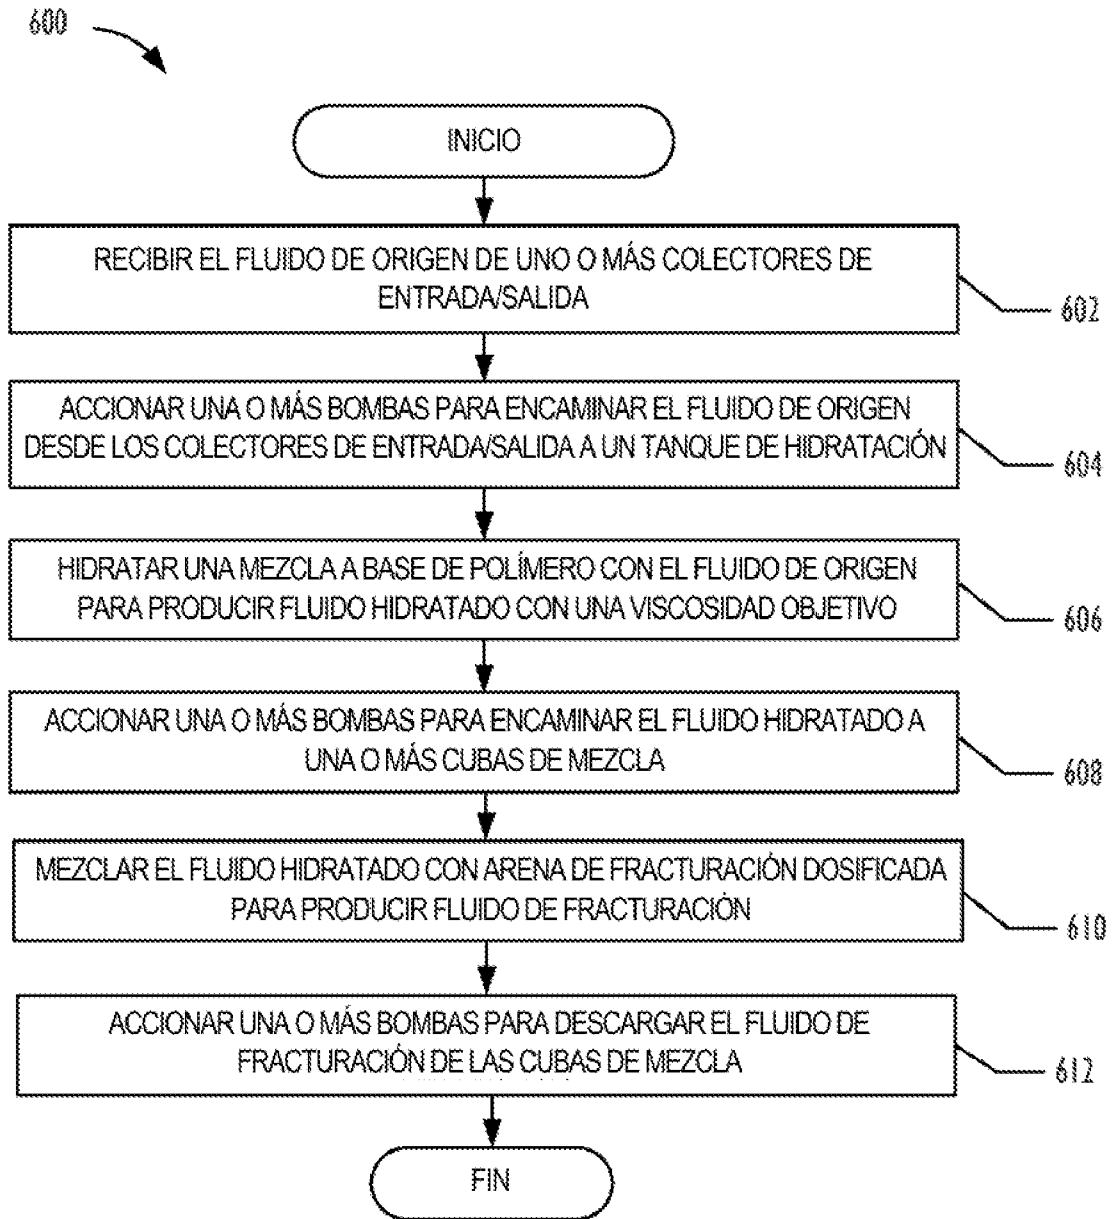 600
INICIO
RECIBIR EL FLUIDO DE ORIGEN DE UNO O MÁS COLECTORES DE
ENTRADA/SALIDA
602
ACCIONAR UNA O MÁS BOMBAS PARA ENCAMINAR EL FLUIDO DE ORIGEN
DESDE LOS COLECTORES DE ENTRADA/SALIDA A UN TANQUE DE HIDRATACIÓN
604
HIDRATAR UNA MEZCLA A BASE DE POLÍMERO CON EL FLUIDO DE ORIGEN
PARA PRODUCIR FLUIDO HIDRATADO CON UNA VISCOSIDAD OBJETIVO
606
ACCIONAR UNA O MÁS BOMBAS PARA ENCAMINAR EL FLUIDO HIDRATADO A
UNA O MÁS CUBAS DE MEZCLA
608
MEZCLAR EL FLUIDO HIDRATADO CON ARENA DE FRACTURACIÓN DOSIFICADA
PARA PRODUCIR FLUIDO DE FRACTURACIÓN
610
ACCIONAR UNA O MÁS BOMBAS PARA DESCARGAR EL FLUIDO DE
FRACTURACIÓN DE LAS CUBAS DE MEZCLA
612
FIN